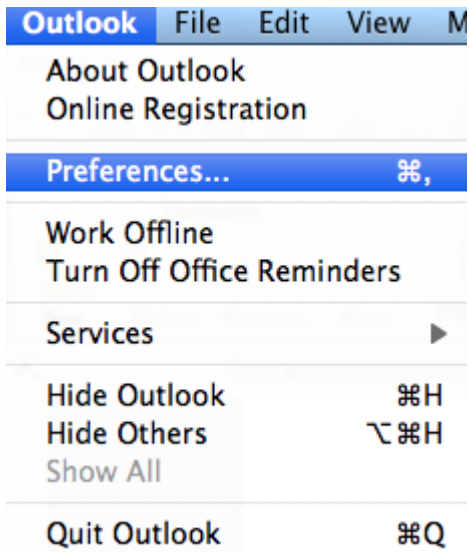 Outlook File Edit View M
About Outlook
Online Registration
Preferences... ⌘,
Work Offline
Turn Off Office Reminders
Services ▶
Hide Outlook ⌘H
Hide Others ⌥⌘H
Show All
Quit Outlook ⌘Q